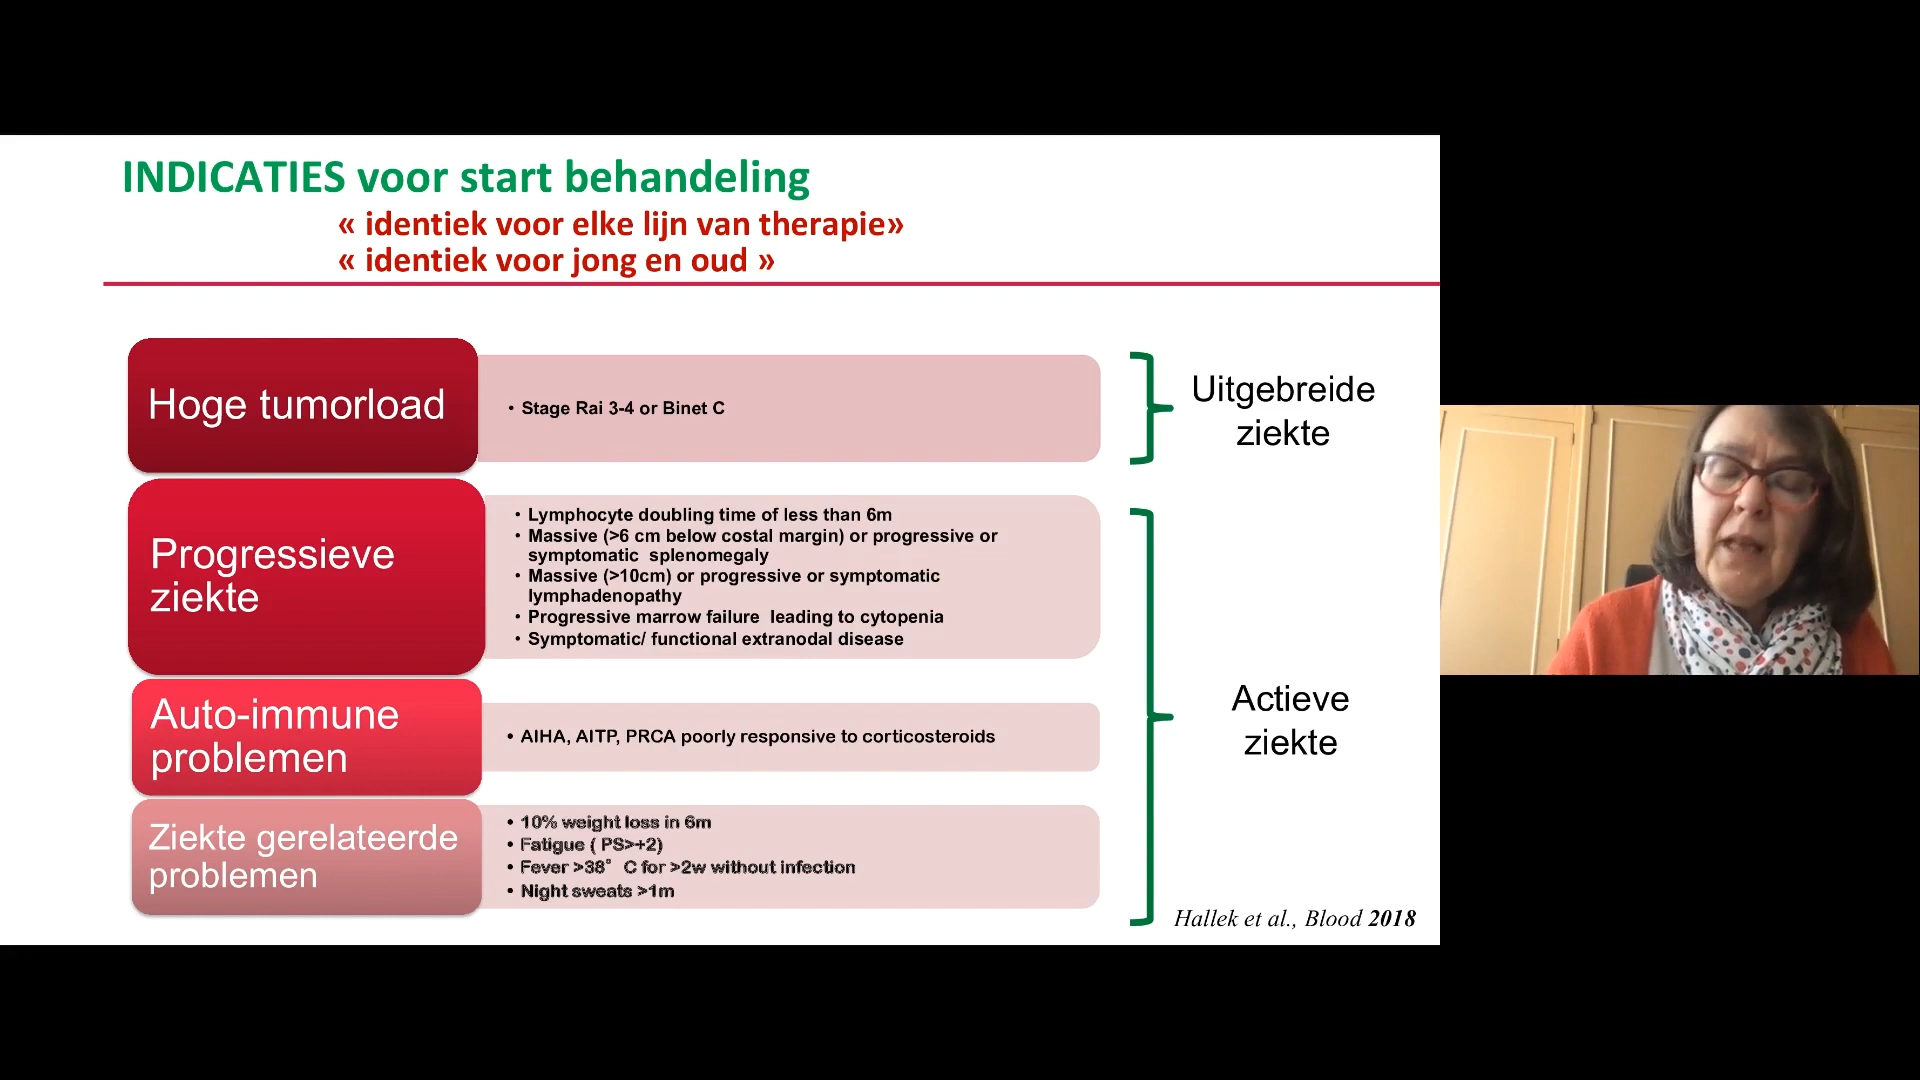 INDICATIES voor start behandeling
« identiek voor elke lijn van therapie»
« identiek voor jong en oud »
Hoge tumorload
• Stage Rai 3-4 or Binet C
Uitgebreide
ziekte
Progressieve
ziekte
• Lymphocyte doubling time of less than 6m
• Massive (>6 cm below costal margin) or progressive or
symptomatic splenomegaly
• Massive (>10cm) or progressive or symptomatic
lymphadenopathy
• Progressive marrow failure leading to cytopenia
• Symptomatic/ functional extranodal disease
Auto-immune
problemen
• AIHA, AITP, PRCA poorly responsive to corticosteroids
Actieve
ziekte
Ziekte gerelateerde
problemen
• 10% weight loss in 6m
• Fatigue ( PS>+2)
• Fever >38° C for >2w without infection
• Night sweats >1m
Hallek et al., Blood 2018